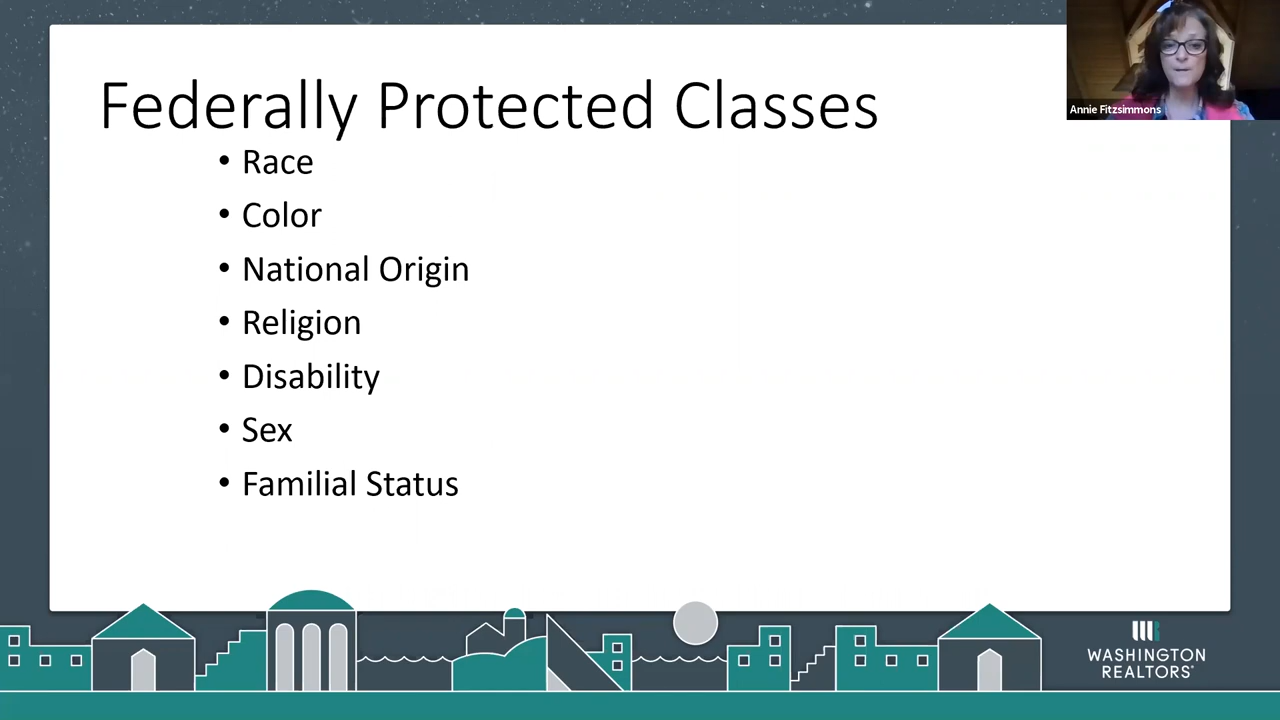 Federally Protected Classes
• Race
• Color
• National Origin
• Religion
• Disability
• Sex
• Familial Status
Annie Fitzsimmons
WASHINGTON
REALTORS®